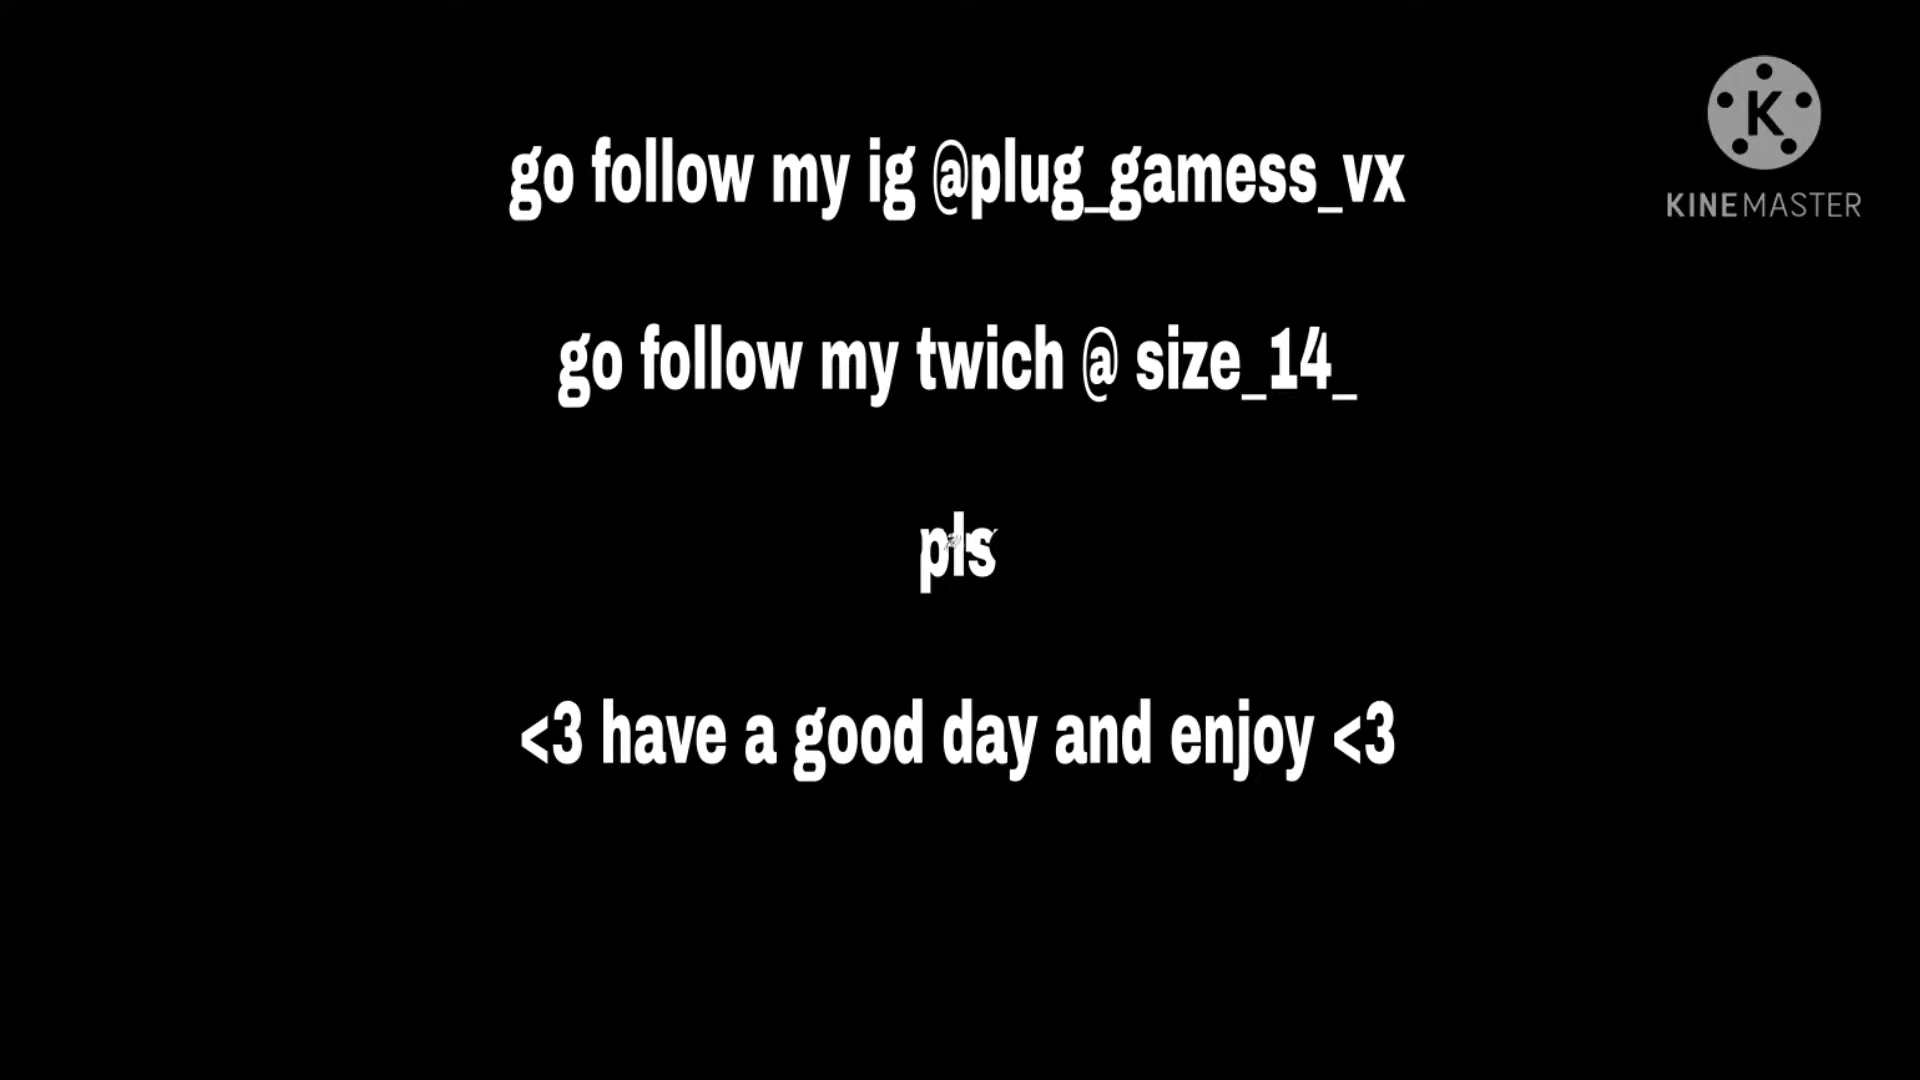 go follow my ig @plug_gamess_vx
K
KINEMASTER
go follow my twich @ size_14_
pls
<3 have a good day and enjoy <3